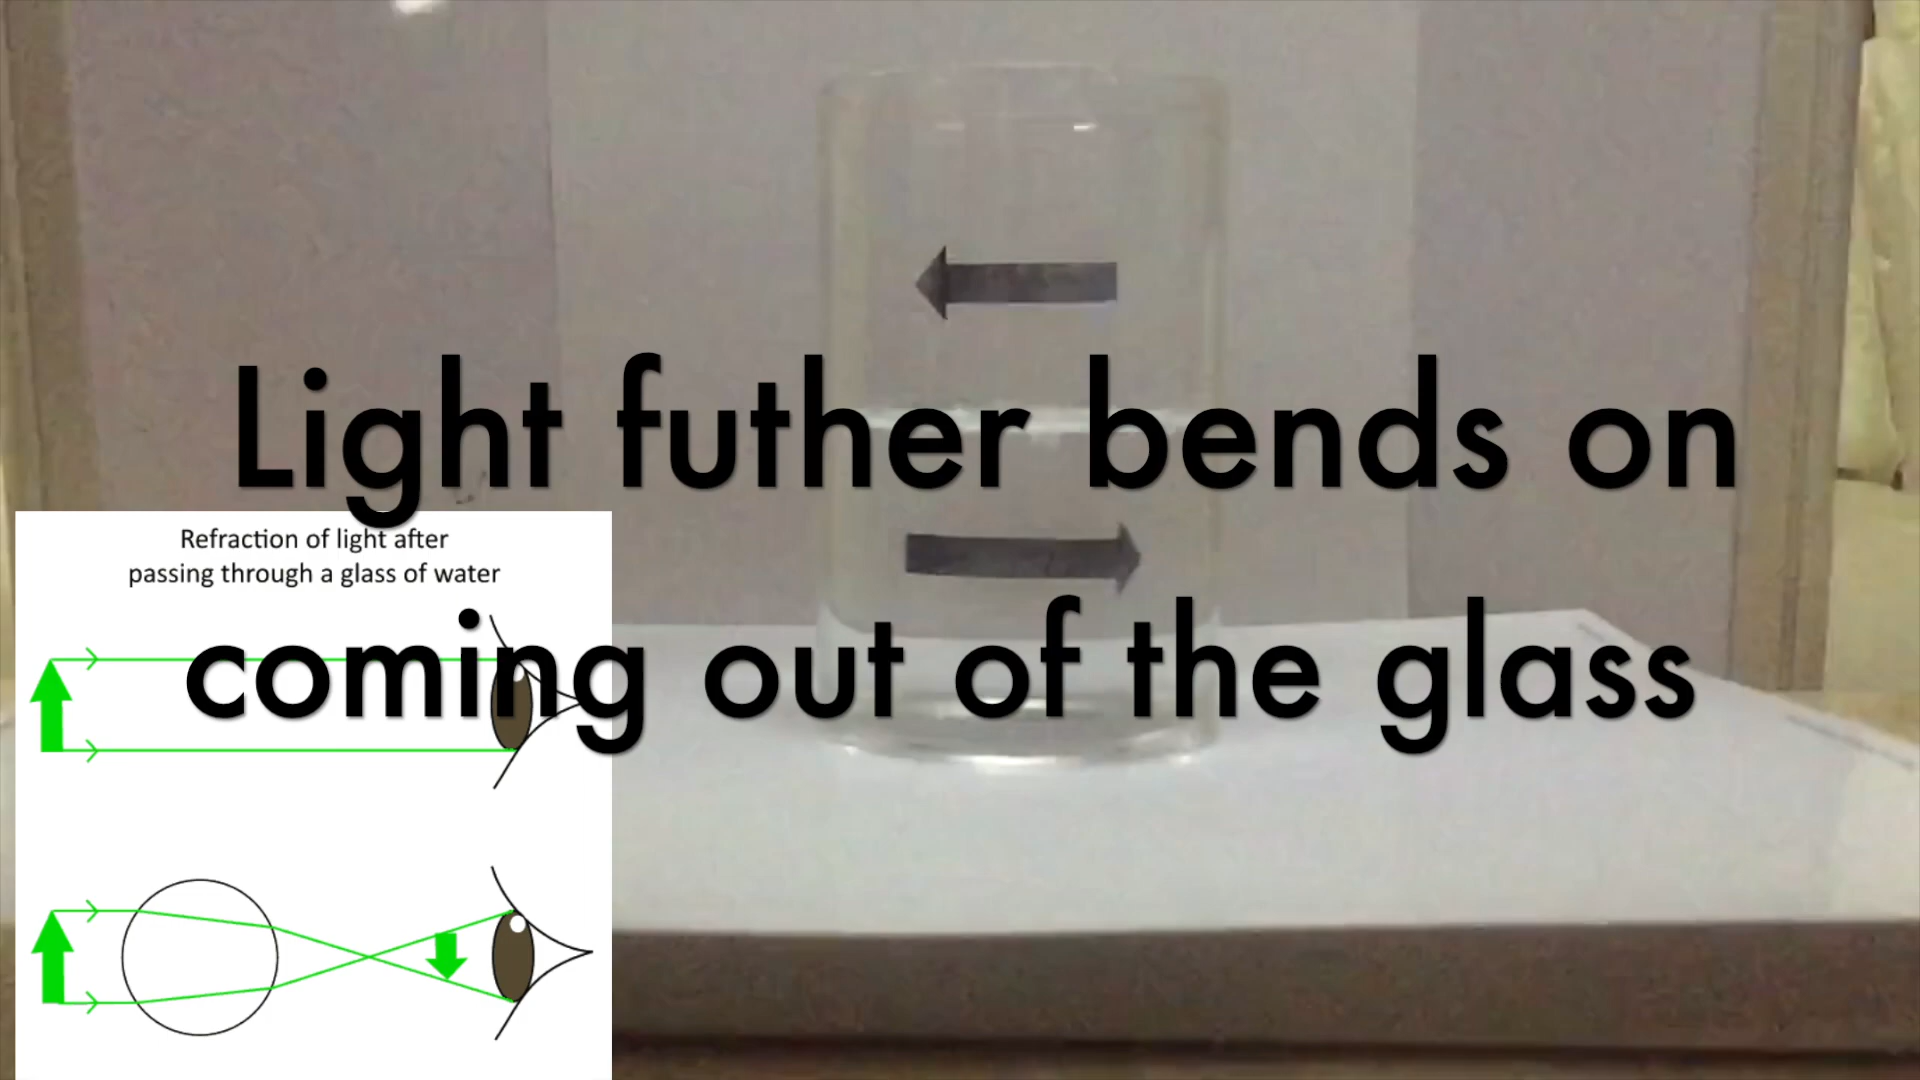 Light futher bends on
Refraction of light after
passing through a glass of water
coming out of the glass